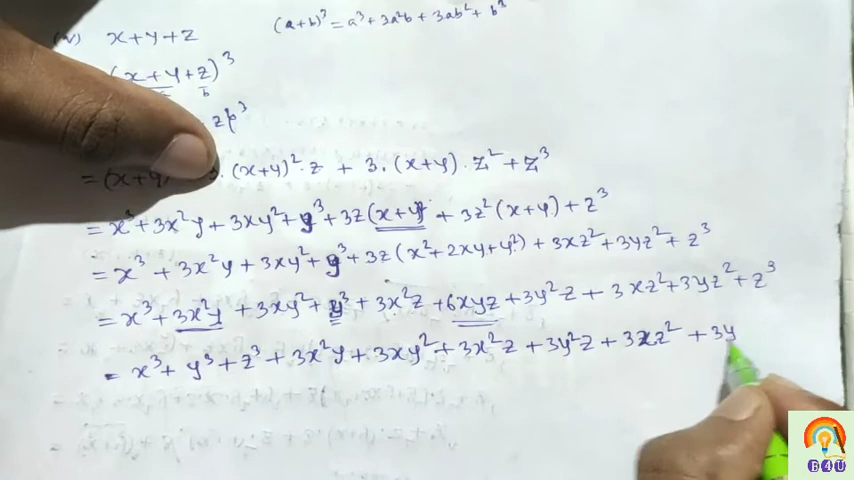 (v) x+y+z (a+b)³ = a³+3a²b+3ab²+b³
(x+y+z)³
a b
z}³
= (x+y) 3.(x+y)².z + 3.(x+y).z²+z³
= x³+3x²y+3xy²+y³+3z(x+y)² + 3z²(x+y)+z³
= x³+3x²y+3xy²+y³+3z(x²+2xy+y²)+3xz²+3yz²+z³
= x³+3x²y+3xy²+y³+3x²z+6xyz+3y²z+3xz²+3yz²+z³
= x³+y³+z³+3x²y+3xy²+3x²z+3y²z+3xz²+3y
B4U